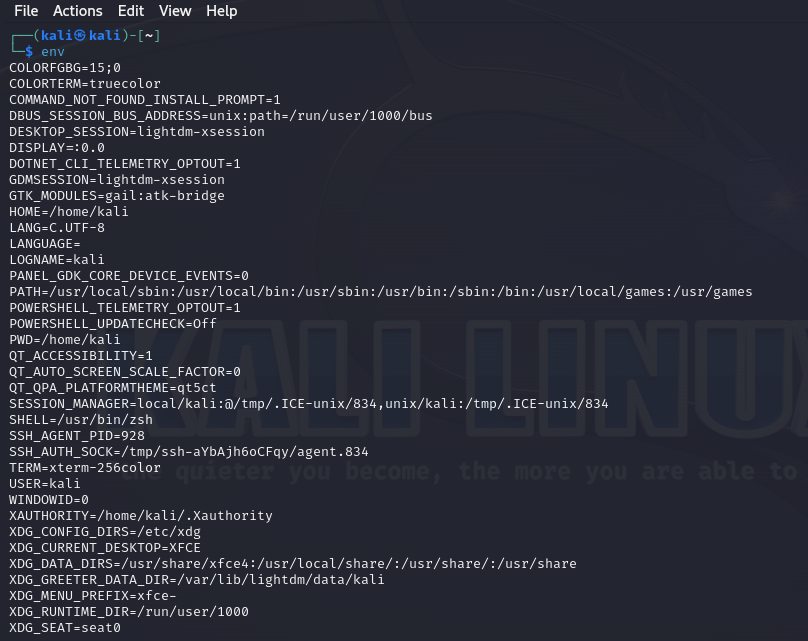 File Actions Edit View Help
┌──(kali㉿kali)-[~]
└─$ env
COLORFGBG=15;0
COLORTERM=truecolor
COMMAND_NOT_FOUND_INSTALL_PROMPT=1
DBUS_SESSION_BUS_ADDRESS=unix:path=/run/user/1000/bus
DESKTOP_SESSION=lightdm-xsession
DISPLAY=:0.0
DOTNET_CLI_TELEMETRY_OPTOUT=1
GDMSESSION=lightdm-xsession
GTK_MODULES=gail:atk-bridge
HOME=/home/kali
LANG=C.UTF-8
LANGUAGE=
LOGNAME=kali
PANEL_GDK_CORE_DEVICE_EVENTS=0
PATH=/usr/local/sbin:/usr/local/bin:/usr/sbin:/usr/bin:/sbin:/bin:/usr/local/games:/usr/games
POWERSHELL_TELEMETRY_OPTOUT=1
POWERSHELL_UPDATECHECK=Off
PWD=/home/kali
QT_ACCESSIBILITY=1
QT_AUTO_SCREEN_SCALE_FACTOR=0
QT_QPA_PLATFORMTHEME=qt5ct
SESSION_MANAGER=local/kali:@/tmp/.ICE-unix/834,unix/kali:/tmp/.ICE-unix/834
SHELL=/usr/bin/zsh
SSH_AGENT_PID=928
SSH_AUTH_SOCK=/tmp/ssh-aYbAjh6oCFqy/agent.834
TERM=xterm-256color
USER=kali
WINDOWID=0
XAUTHORITY=/home/kali/.Xauthority
XDG_CONFIG_DIRS=/etc/xdg
XDG_CURRENT_DESKTOP=XFCE
XDG_DATA_DIRS=/usr/share/xfce4:/usr/local/share/:/usr/share/:/usr/share
XDG_GREETER_DATA_DIR=/var/lib/lightdm/data/kali
XDG_MENU_PREFIX=xfce-
XDG_RUNTIME_DIR=/run/user/1000
XDG_SEAT=seat0
KALI LINUX
the quieter you become, the more you are able to